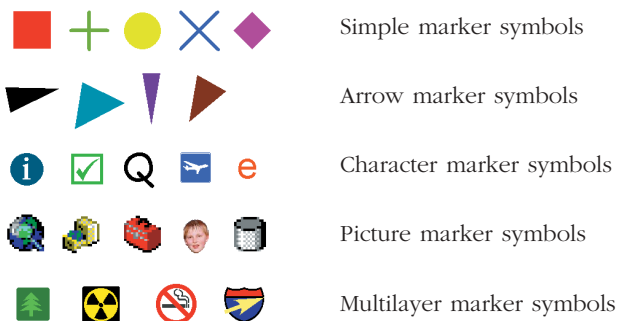 Simple marker symbols
Arrow marker symbols
i Q e Character marker symbols
Picture marker symbols
Multilayer marker symbols